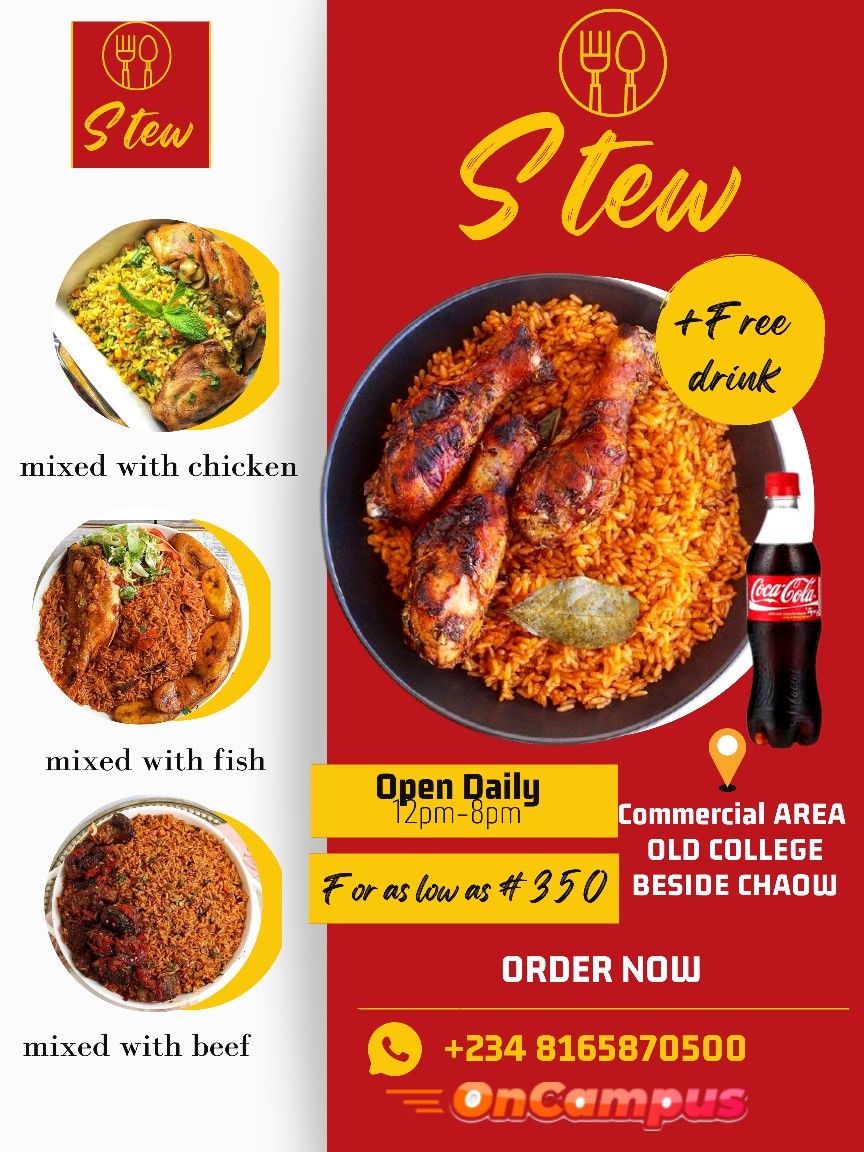 Stew
mixed with chicken
mixed with fish
mixed with beef
Stew
+Free
drink
Coca-Cola
Open Daily
12pm-8pm
For as low as #350
Commercial AREA
OLD COLLEGE
BESIDE CHAOW
ORDER NOW
+234 8165870500
OnCampus